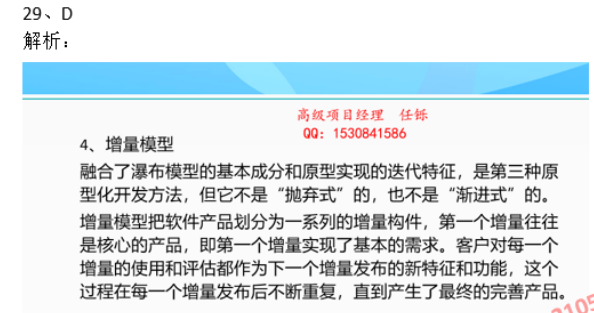 29、D
解析：
高级项目经理 任铄
QQ：1530841586
4、增量模型
融合了瀑布模型的基本成分和原型实现的迭代特征，是第三种原
型化开发方法，但它不是“抛弃式”的，也不是“渐进式”的。
增量模型把软件产品划分为一系列的增量构件，第一个增量往往
是核心的产品，即第一个增量实现了基本的需求。客户对每一个
增量的使用和评估都作为下一个增量发布的新特征和功能，这个
过程在每一个增量发布后不断重复，直到产生了最终的完善产品。